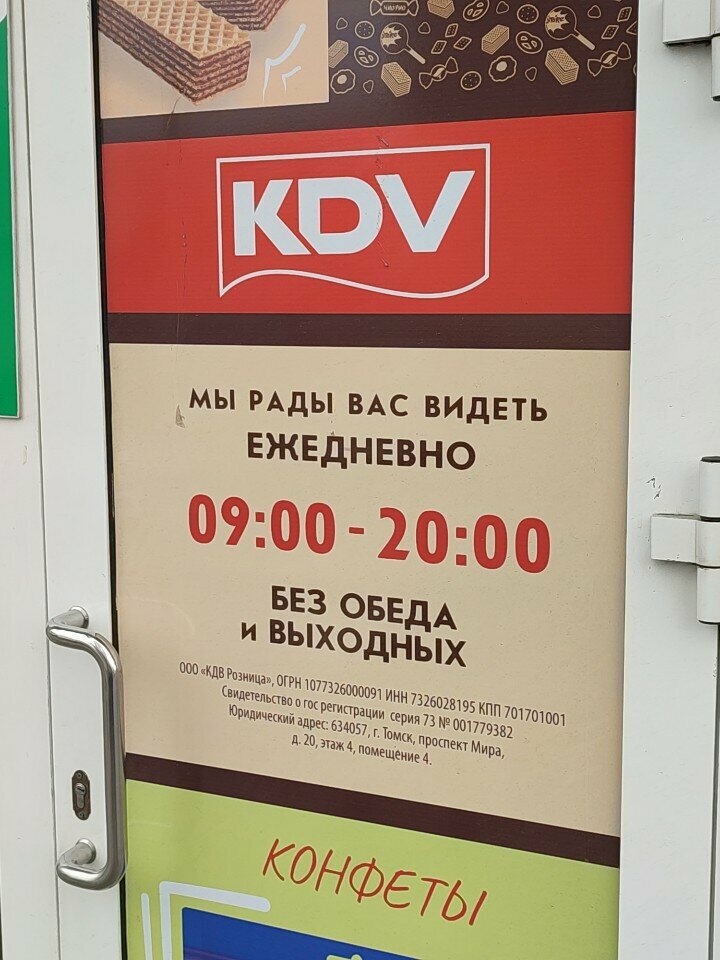 KDV
МЫ РАДЫ ВАС ВИДЕТЬ
ЕЖЕДНЕВНО
09:00 - 20:00
БЕЗ ОБЕДА
и ВЫХОДНЫХ
ООО «КДВ Розница», ОГРН 1077326000091 ИНН 7326028195 КПП 701701001
Свидетельство о гос регистрации серия 73 № 001779382
Юридический адрес: 634057, г. Томск, проспект Мира,
д. 20, этаж 4, помещение 4.
КОНФЕТЫ